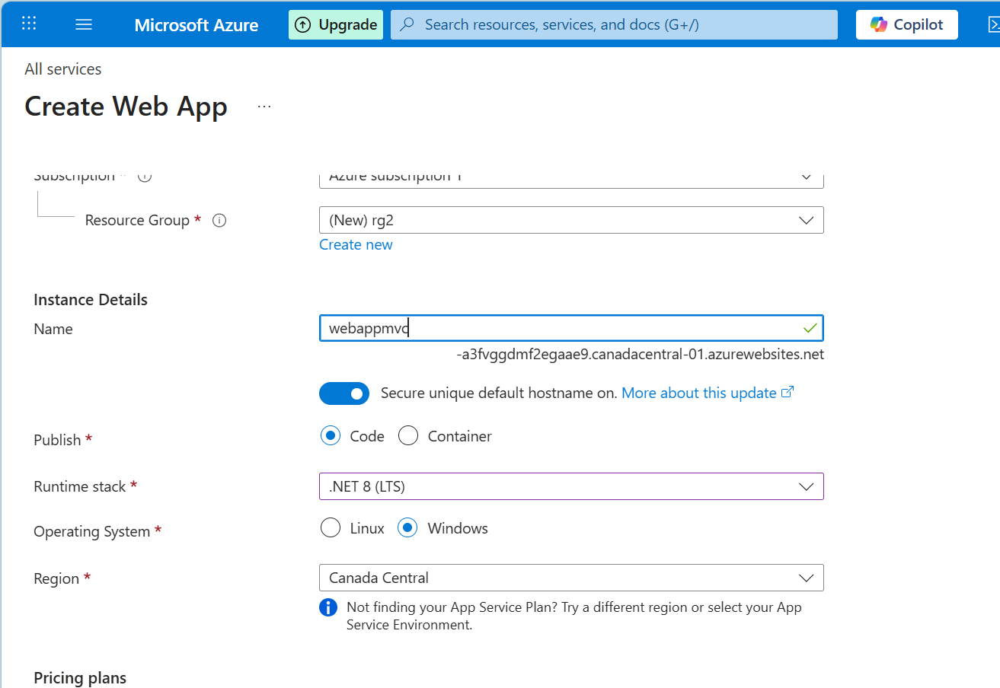 Microsoft Azure
Upgrade
Search resources, services, and docs (G+/)
Copilot
All services
Create Web App
...
Subscription *
Azure subscription 1
Resource Group *
(New) rg2
Create new
Instance Details
Name
webappmvc
-a3fvggdmf2egaae9.canadacentral-01.azurewebsites.net
Secure unique default hostname on. More about this update
Publish *
Code
Container
Runtime stack *
.NET 8 (LTS)
Operating System *
Linux
Windows
Region *
Canada Central
Not finding your App Service Plan? Try a different region or select your App
Service Environment.
Pricing plans